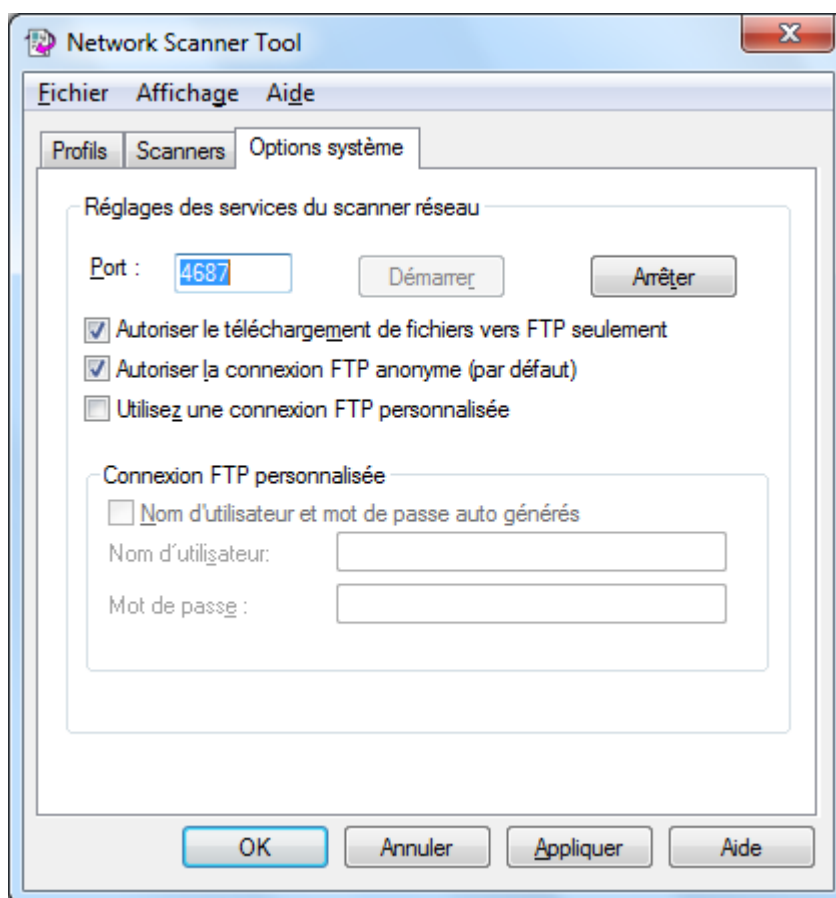 Network Scanner Tool
Fichier Affichage Aide
Profils Scanners Options système
Réglages des services du scanner réseau
Port : 4687 Démarrer Arrêter
Autoriser le téléchargement de fichiers vers FTP seulement
Autoriser la connexion FTP anonyme (par défaut)
Utilisez une connexion FTP personnalisée
Connexion FTP personnalisée
Nom d'utilisateur et mot de passe auto générés
Nom d´utilisateur:
Mot de passe :
OK Annuler Appliquer Aide